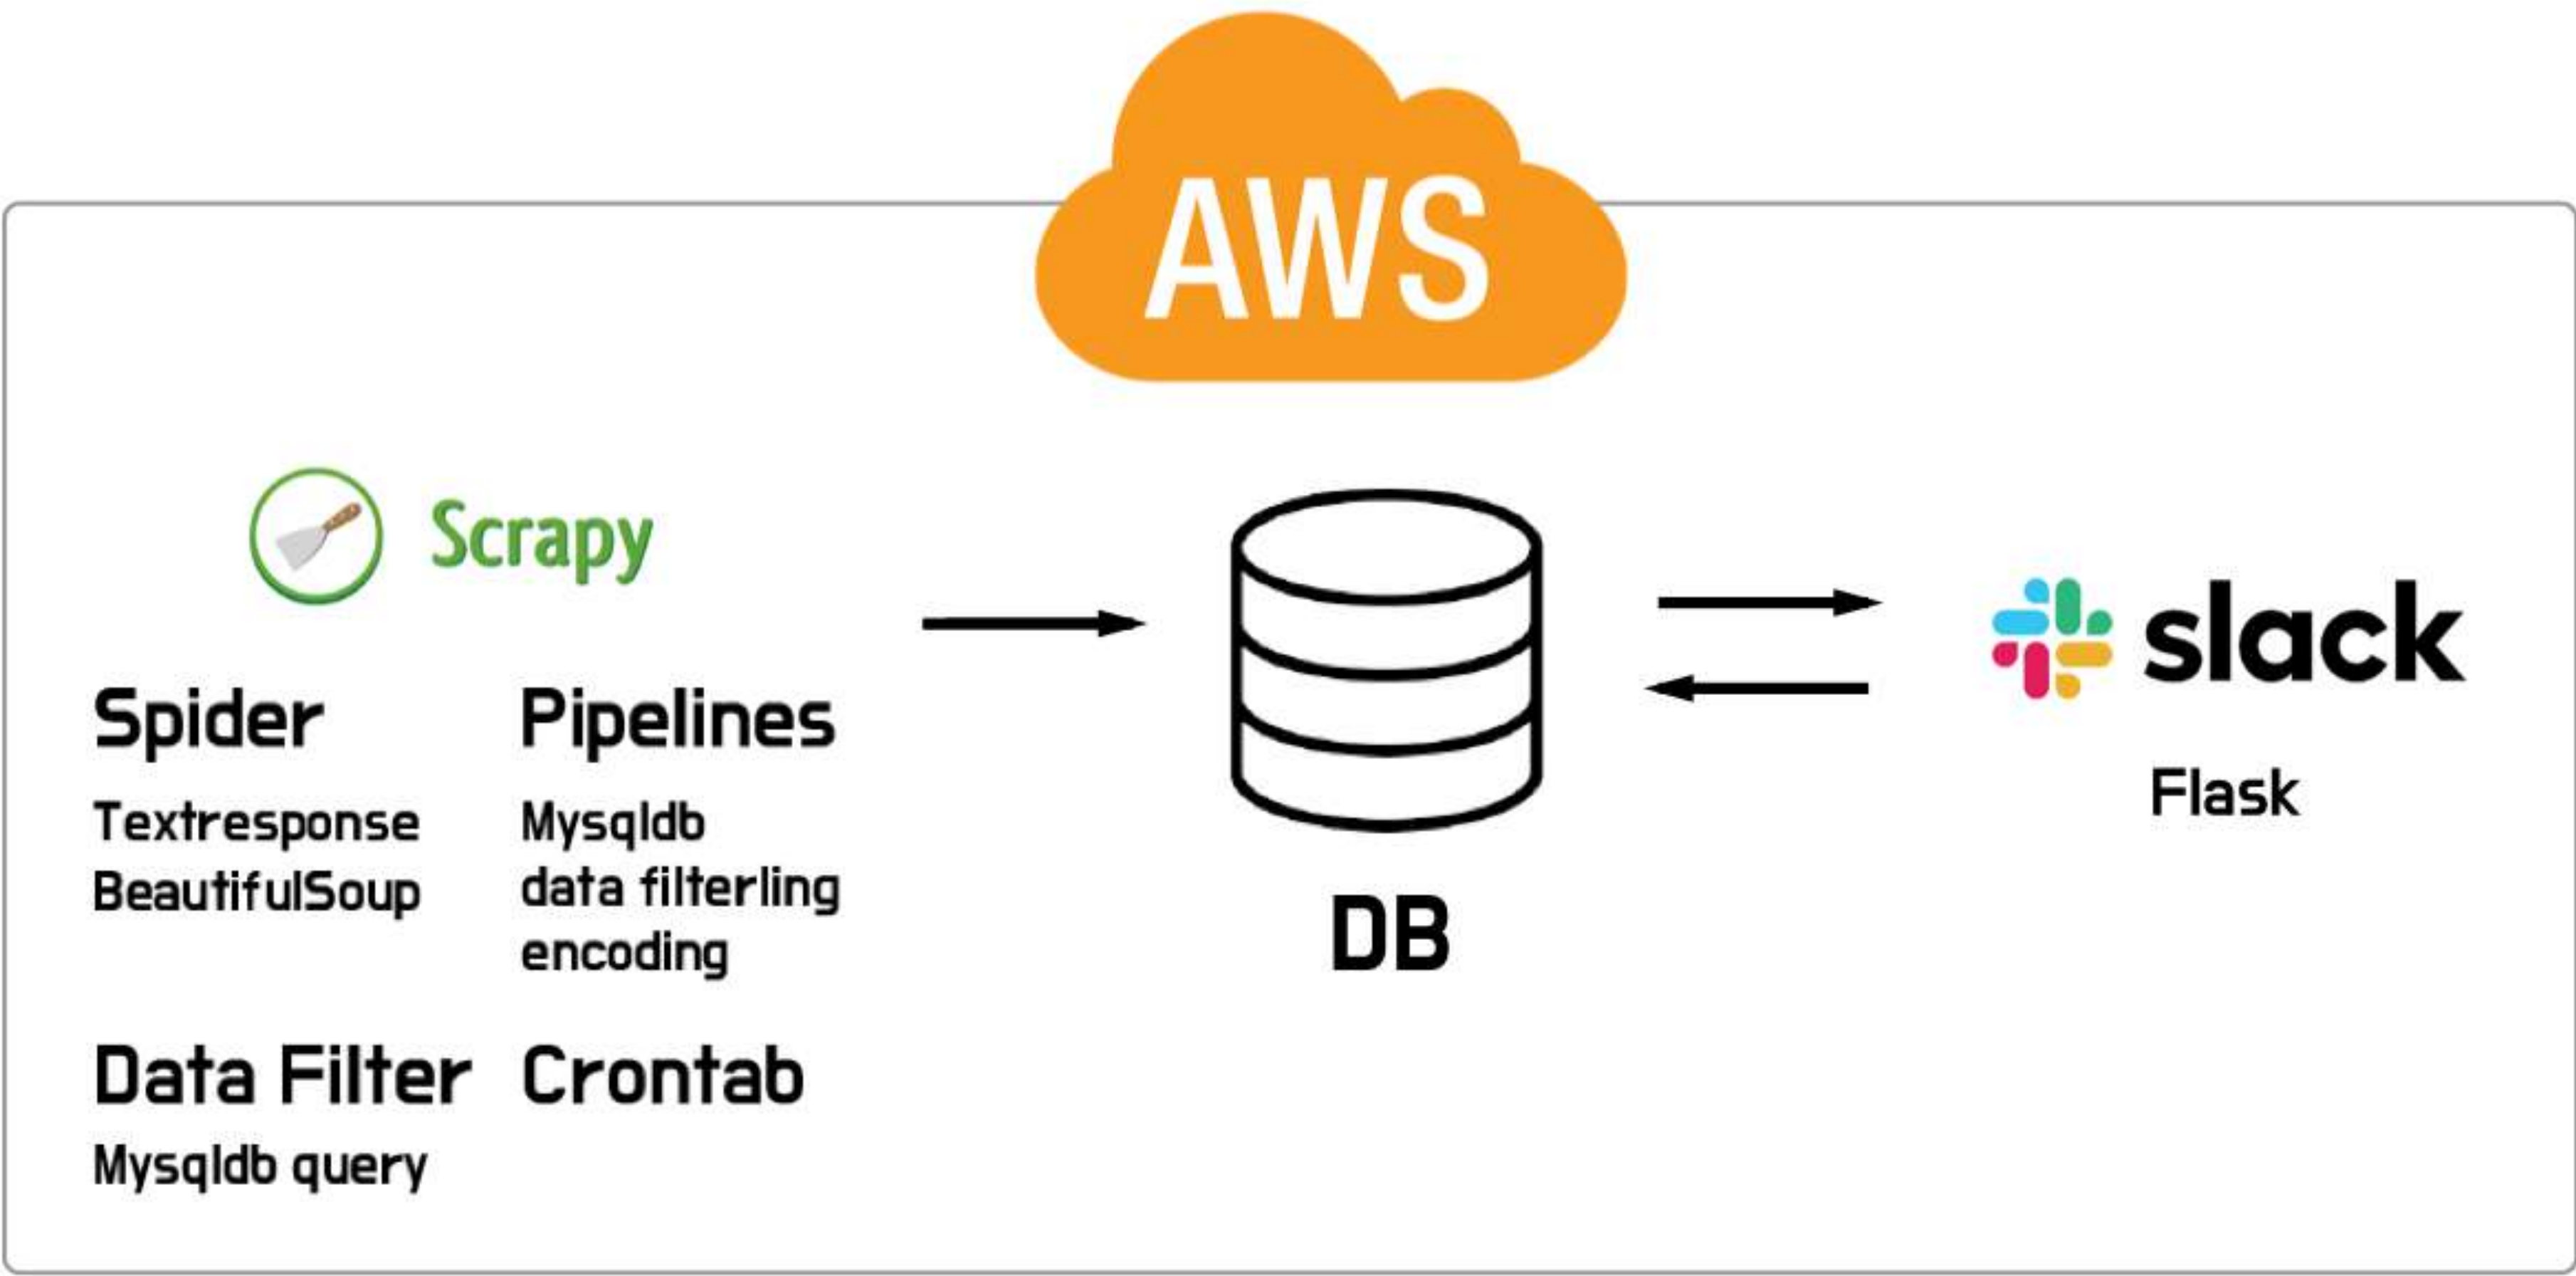 AWS
Scrapy
Spider
Textresponse
BeautifulSoup
Pipelines
Mysqldb
data filterling
encoding
Data Filter
Mysqldb query
Crontab
DB
slack
Flask